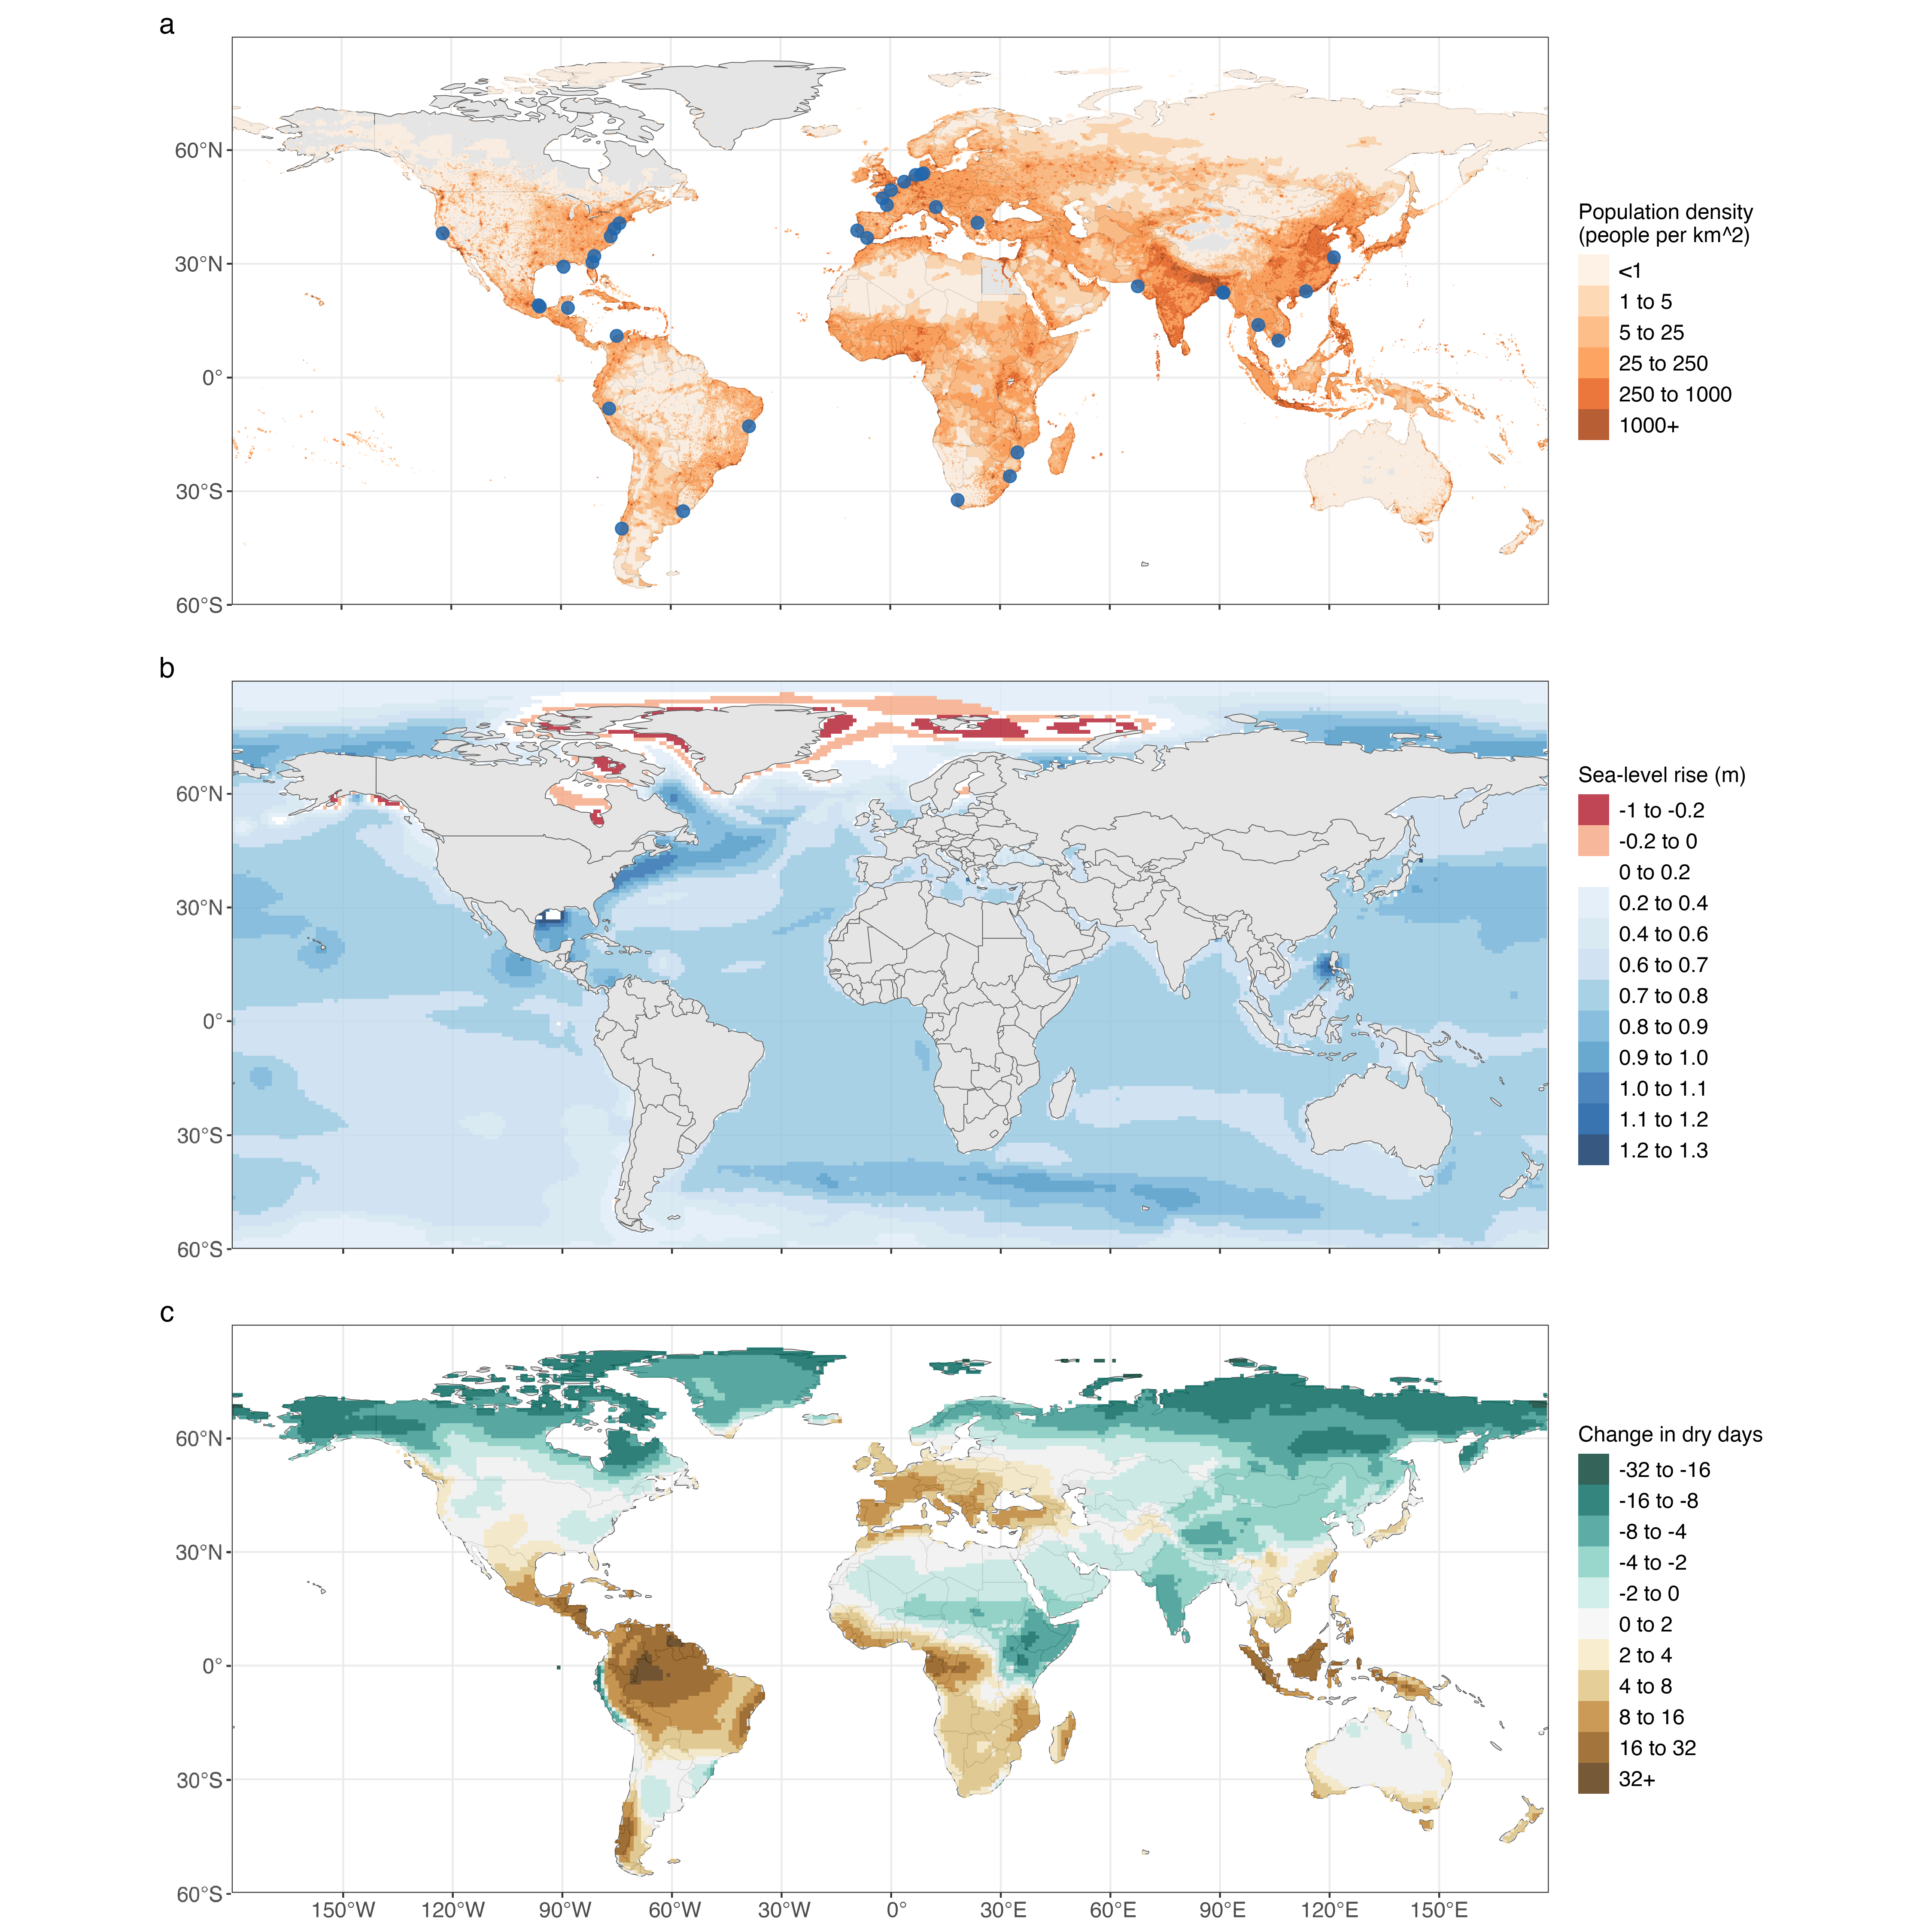 a
60°N
30°N
0°
30°S
60°S
Population density
(people per km^2)
<1
1 to 5
5 to 25
25 to 250
250 to 1000
1000+
b
60°N
30°N
0°
30°S
60°S
Sea-level rise (m)
-1 to -0.2
-0.2 to 0
0 to 0.2
0.2 to 0.4
0.4 to 0.6
0.6 to 0.7
0.7 to 0.8
0.8 to 0.9
0.9 to 1.0
1.0 to 1.1
1.1 to 1.2
1.2 to 1.3
c
60°N
30°N
0°
30°S
60°S
150°W 120°W 90°W 60°W 30°W 0° 30°E 60°E 90°E 120°E 150°E
Change in dry days
-32 to -16
-16 to -8
-8 to -4
-4 to -2
-2 to 0
0 to 2
2 to 4
4 to 8
8 to 16
16 to 32
32+